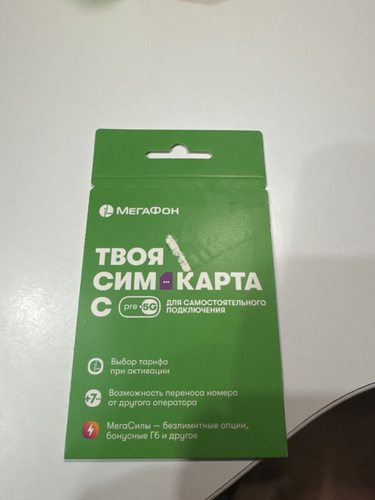 МЕГАФОН
ТВОЯ
СИМ-КАРТА
С pre-5G ДЛЯ САМОСТОЯТЕЛЬНОГО
ПОДКЛЮЧЕНИЯ
Выбор тарифа
при активации
+7 Возможность переноса номера
от другого оператора
МегаСилы – безлимитные опции,
бонусные Гб и другое